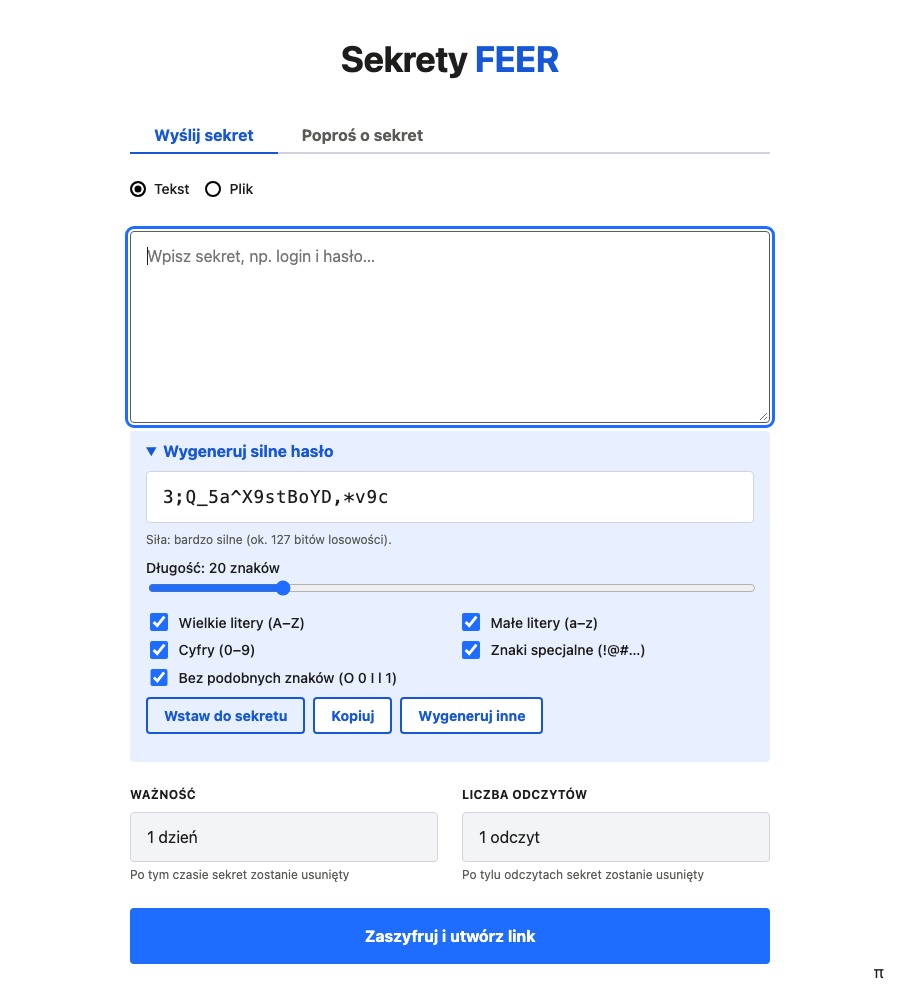 Sekrety FEER
Wyślij sekret Poproś o sekret
Tekst Plik
Wpisz sekret, np. login i hasło...
▼ Wygeneruj silne hasło
3;Q_5a^X9stBoYD,*v9c
Siła: bardzo silne (ok. 127 bitów losowości).
Długość: 20 znaków
Wielkie litery (A–Z) Małe litery (a–z)
Cyfry (0–9) Znaki specjalne (!@#...)
Bez podobnych znaków (O 0 I l 1)
Wstaw do sekretu Kopiuj Wygeneruj inne
WAŻNOŚĆ LICZBA ODCZYTÓW
1 dzień 1 odczyt
Po tym czasie sekret zostanie usunięty Po tylu odczytach sekret zostanie usunięty
Zaszyfruj i utwórz link
π